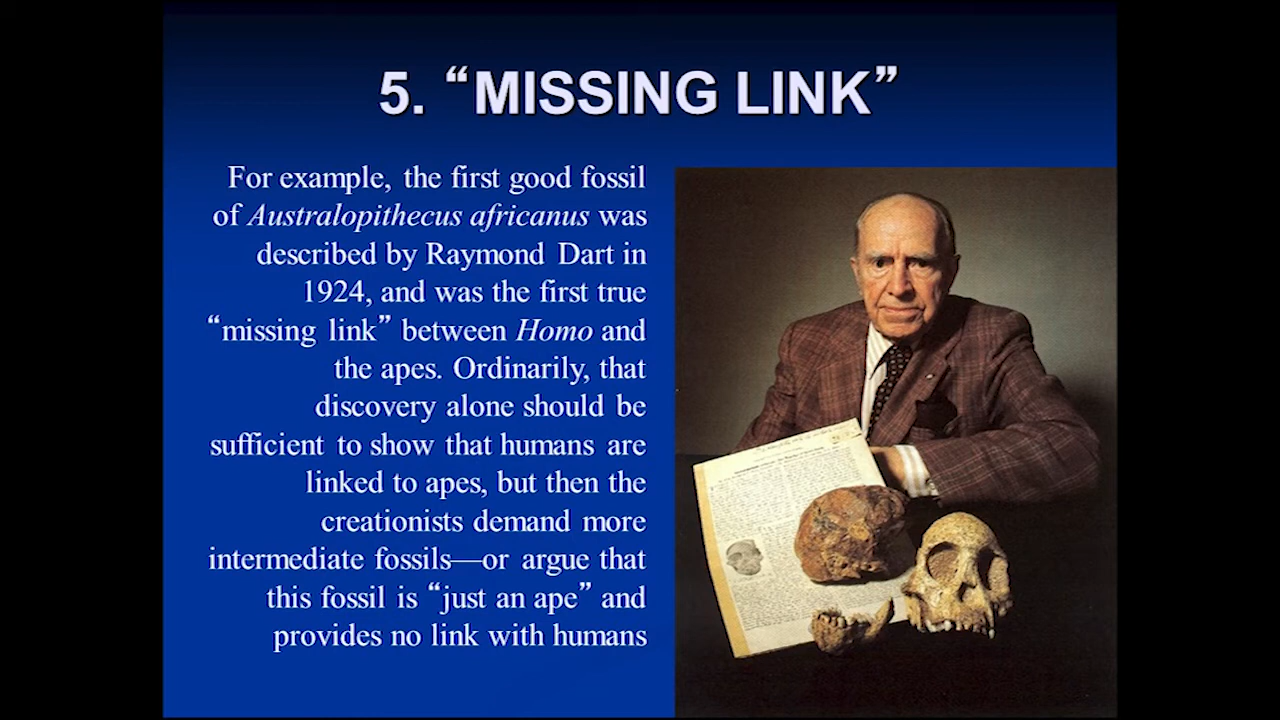 5. “MISSING LINK”
For example, the first good fossil
of Australopithecus africanus was
described by Raymond Dart in
1924, and was the first true
“missing link” between Homo and
the apes. Ordinarily, that
discovery alone should be
sufficient to show that humans are
linked to apes, but then the
creationists demand more
intermediate fossils—or argue that
this fossil is “just an ape” and
provides no link with humans